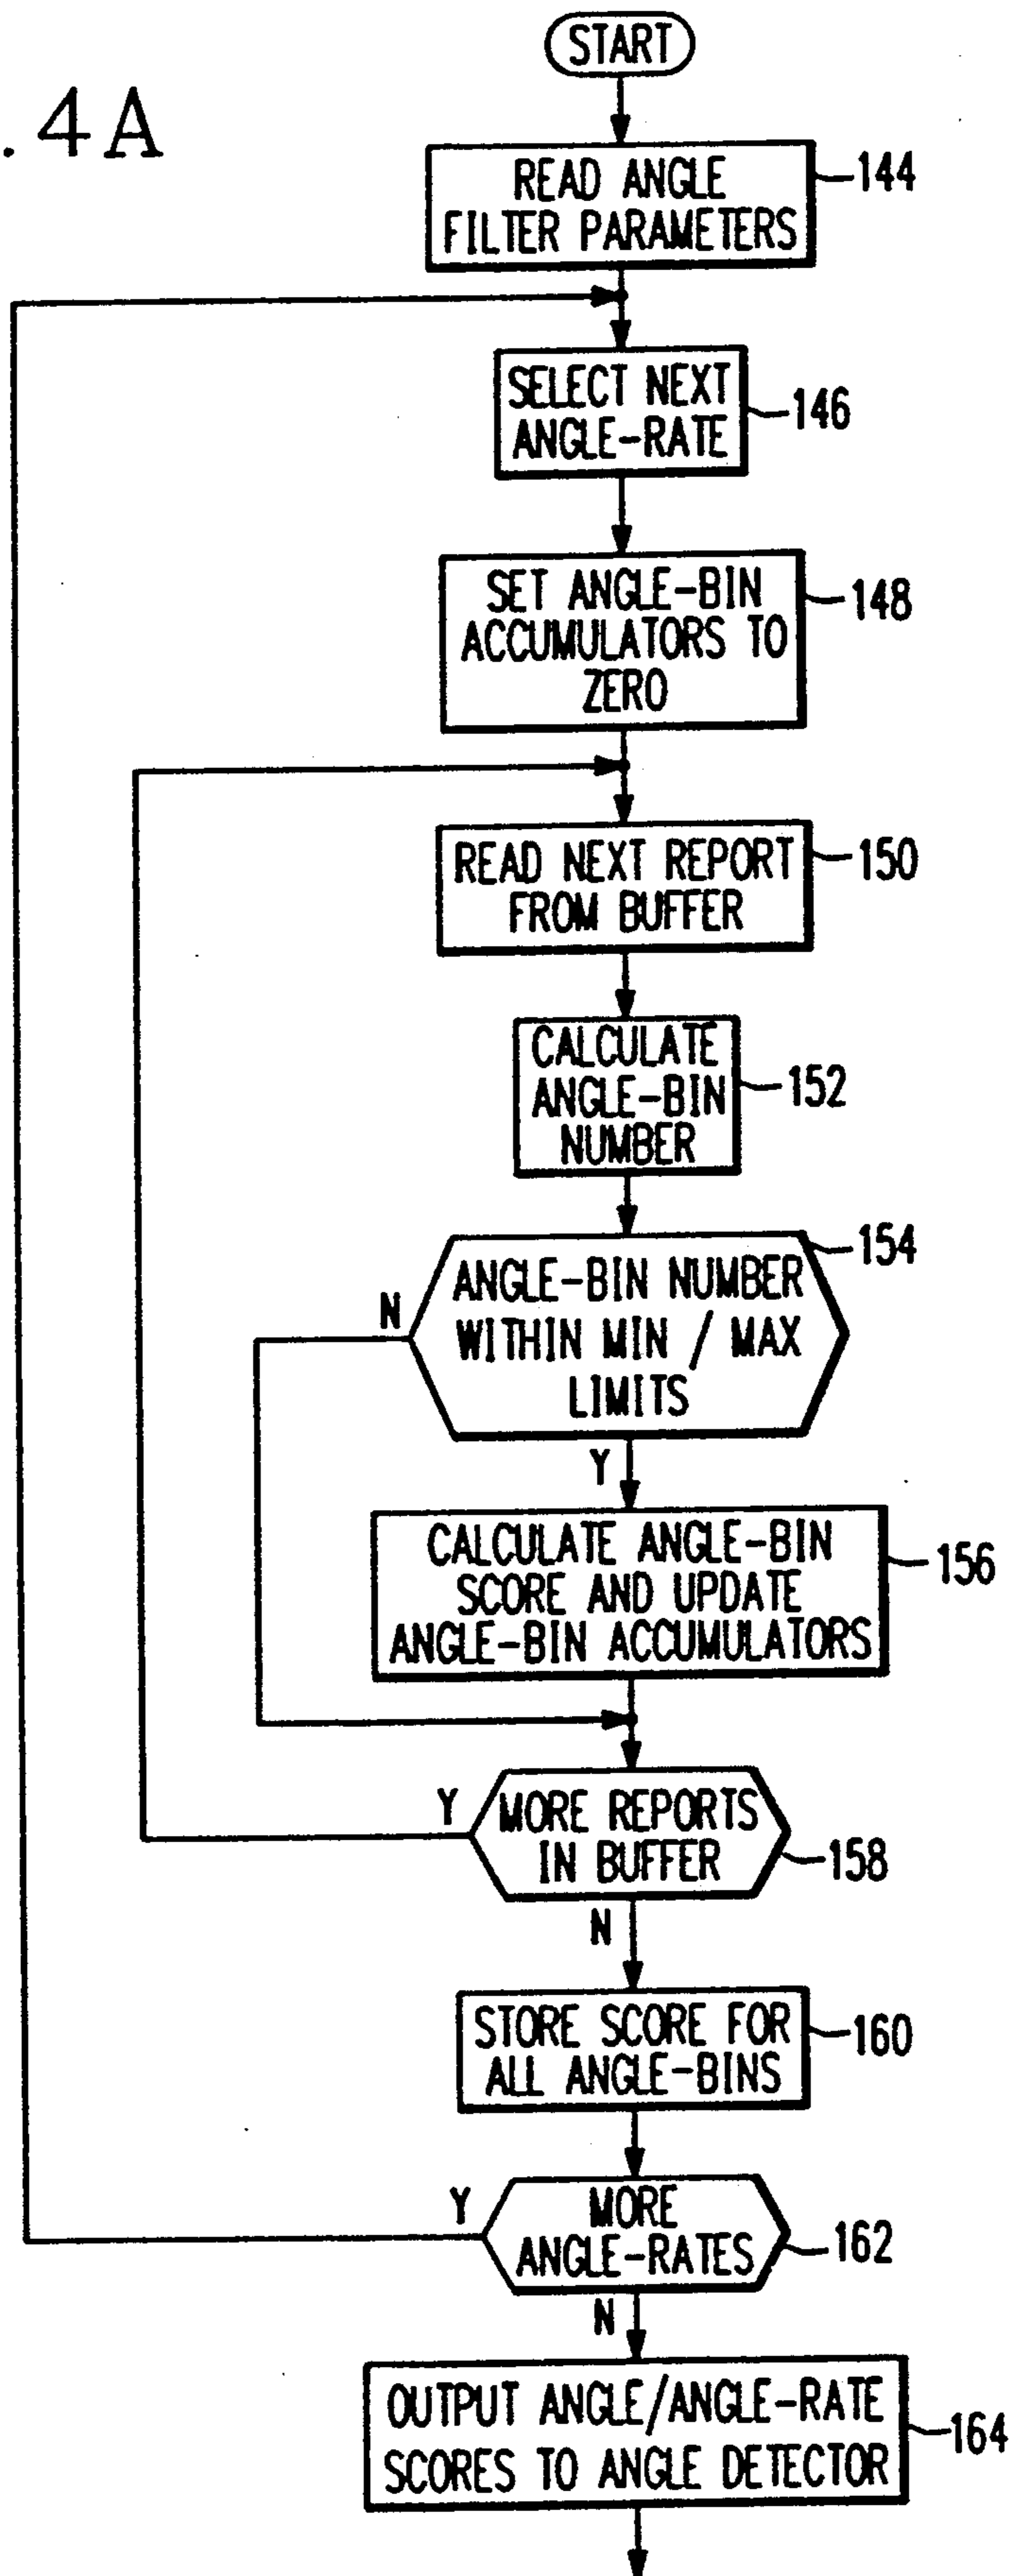 . 4A
START
READ ANGLE
FILTER PARAMETERS
144
SELECT NEXT
ANGLE-RATE
146
SET ANGLE-BIN
ACCUMULATORS TO
ZERO
148
READ NEXT REPORT
FROM BUFFER
150
CALCULATE
ANGLE-BIN
NUMBER
152
ANGLE-BIN NUMBER
WITHIN MIN / MAX
LIMITS
154
N
Y
CALCULATE ANGLE-BIN
SCORE AND UPDATE
ANGLE-BIN ACCUMULATORS
156
MORE REPORTS
IN BUFFER
158
Y
N
STORE SCORE FOR
ALL ANGLE-BINS
160
MORE
ANGLE-RATES
162
Y
N
OUTPUT ANGLE/ANGLE-RATE
SCORES TO ANGLE DETECTOR
164